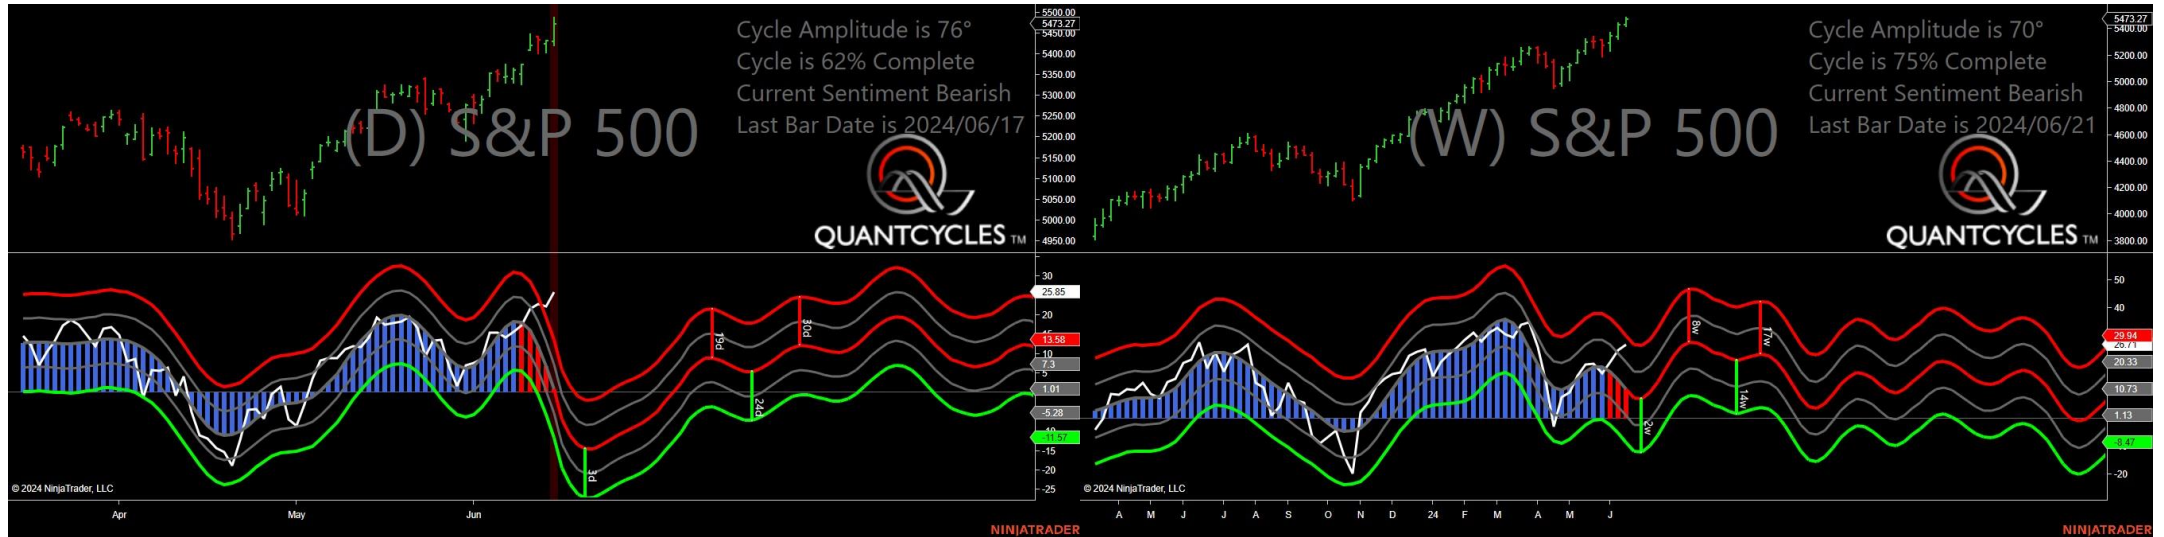 Cycle Amplitude is 76°
Cycle is 62% Complete
Current Sentiment Bearish
Last Bar Date is 2024/06/17
(D) S&P 500
QUANTCYCLES TM
5500.00
5473.27
5450.00
5350.00
5300.00
5250.00
5200.00
5150.00
5100.00
5050.00
5000.00
4950.00
30
25.85
20
13.58
10
7.3
5
1.01
-5.28
-11.57
-15
-20
-25
19d
30d
24d
3d
© 2024 NinjaTrader, LLC
Apr
May
Jun
NINJATRADER
Cycle Amplitude is 70°
Cycle is 75% Complete
Current Sentiment Bearish
Last Bar Date is 2024/06/21
(W) S&P 500
QUANTCYCLES TM
5473.27
5400.00
5200.00
5000.00
4800.00
4600.00
4400.00
4200.00
4000.00
3800.00
50
40
29.94
26.71
20.33
10.73
1.13
-8.47
-20
8w
17w
14w
2w
© 2024 NinjaTrader, LLC
A M J J A S O N D 24 F M A M J
NINJATRADER